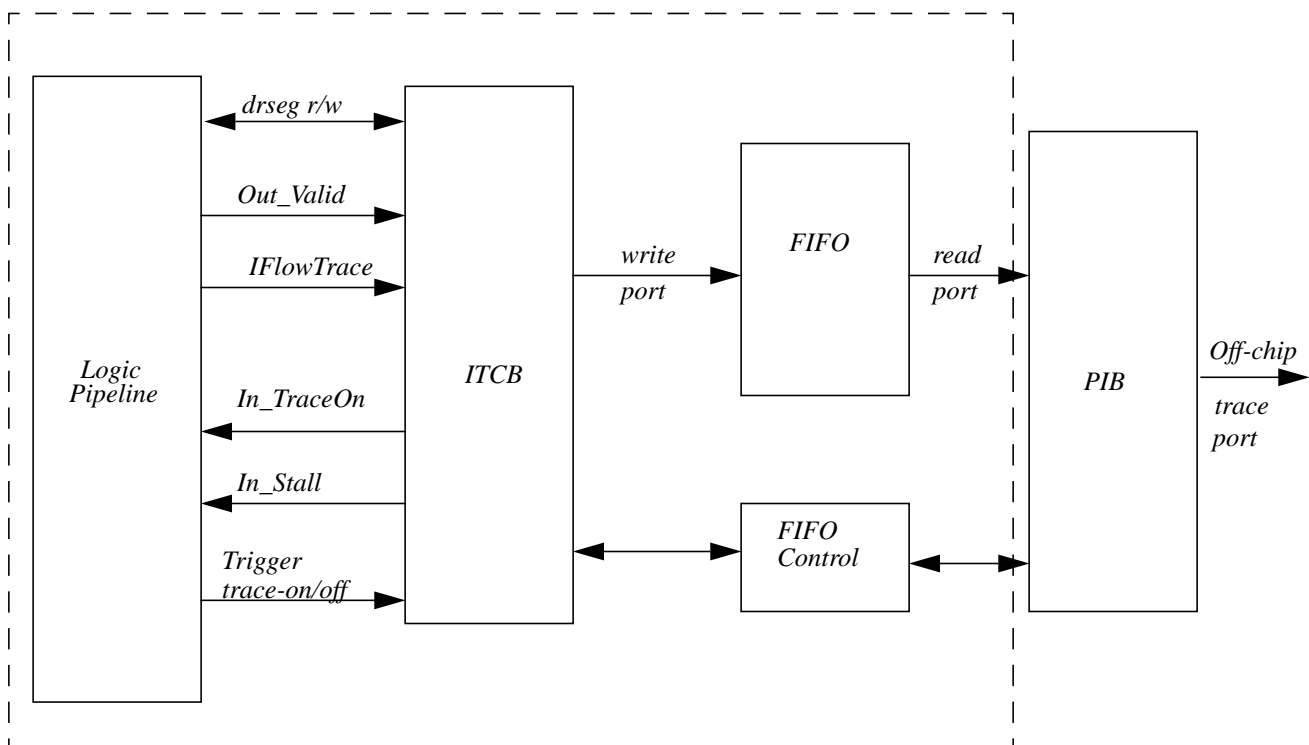 drseg r/w
Out_Valid
IFlowTrace
Logic
Pipeline
In_TraceOn
In_Stall
Trigger
trace-on/off
ITCB
write
port
FIFO
read
port
FIFO
Control
PIB
Off-chip
trace
port